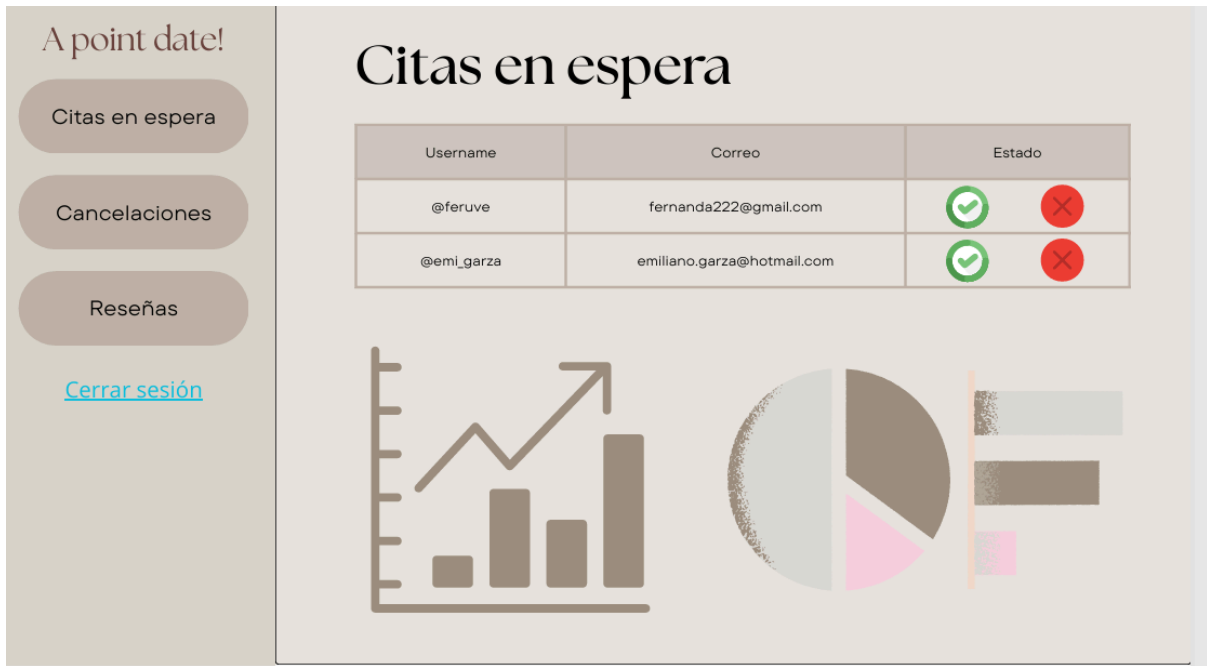 A point date!
Citas en espera
Cancelaciones
Reseñas
Cerrar sesión
Citas en espera
Username Correo Estado
@feruve fernanda222@gmail.com
@emi_garza emiliano.garza@hotmail.com